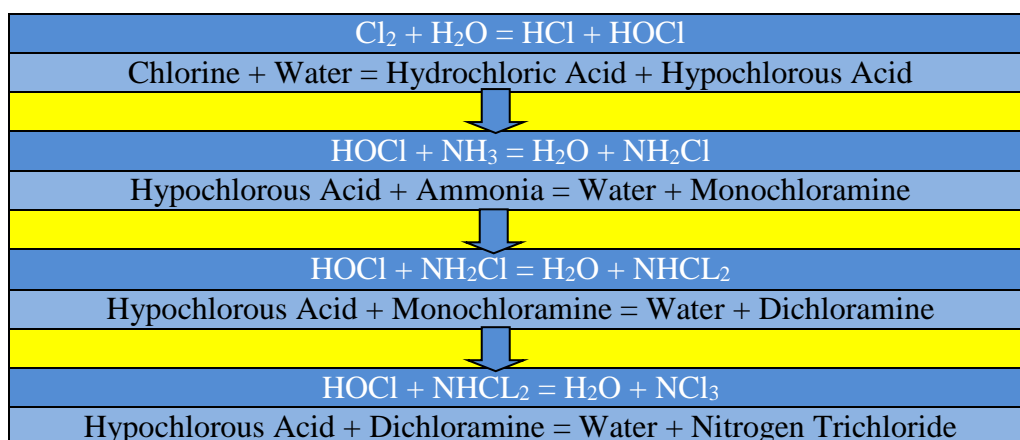 Cl₂ + H₂O = HCl + HOCl
Chlorine + Water = Hydrochloric Acid + Hypochlorous Acid
HOCl + NH₃ = H₂O + NH₂Cl
Hypochlorous Acid + Ammonia = Water + Monochloramine
HOCl + NH₂Cl = H₂O + NHCL₂
Hypochlorous Acid + Monochloramine = Water + Dichloramine
HOCl + NHCL₂ = H₂O + NCl₃
Hypochlorous Acid + Dichloramine = Water + Nitrogen Trichloride